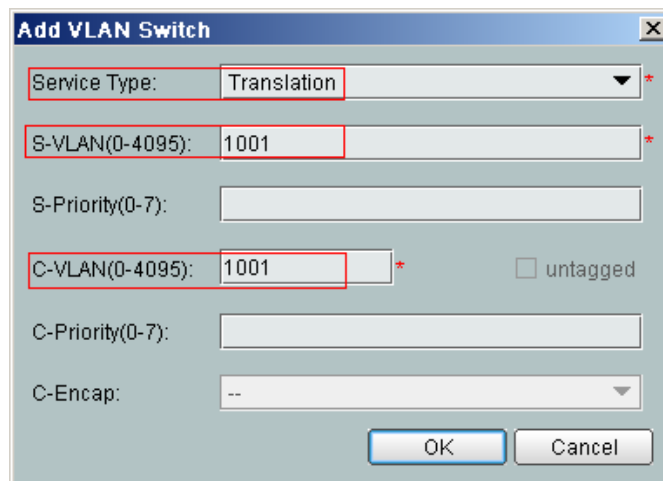 Add VLAN Switch
Service Type: Translation *
S-VLAN(0-4095): 1001 *
S-Priority(0-7):
C-VLAN(0-4095): 1001 * untagged
C-Priority(0-7):
C-Encap: --
OK Cancel